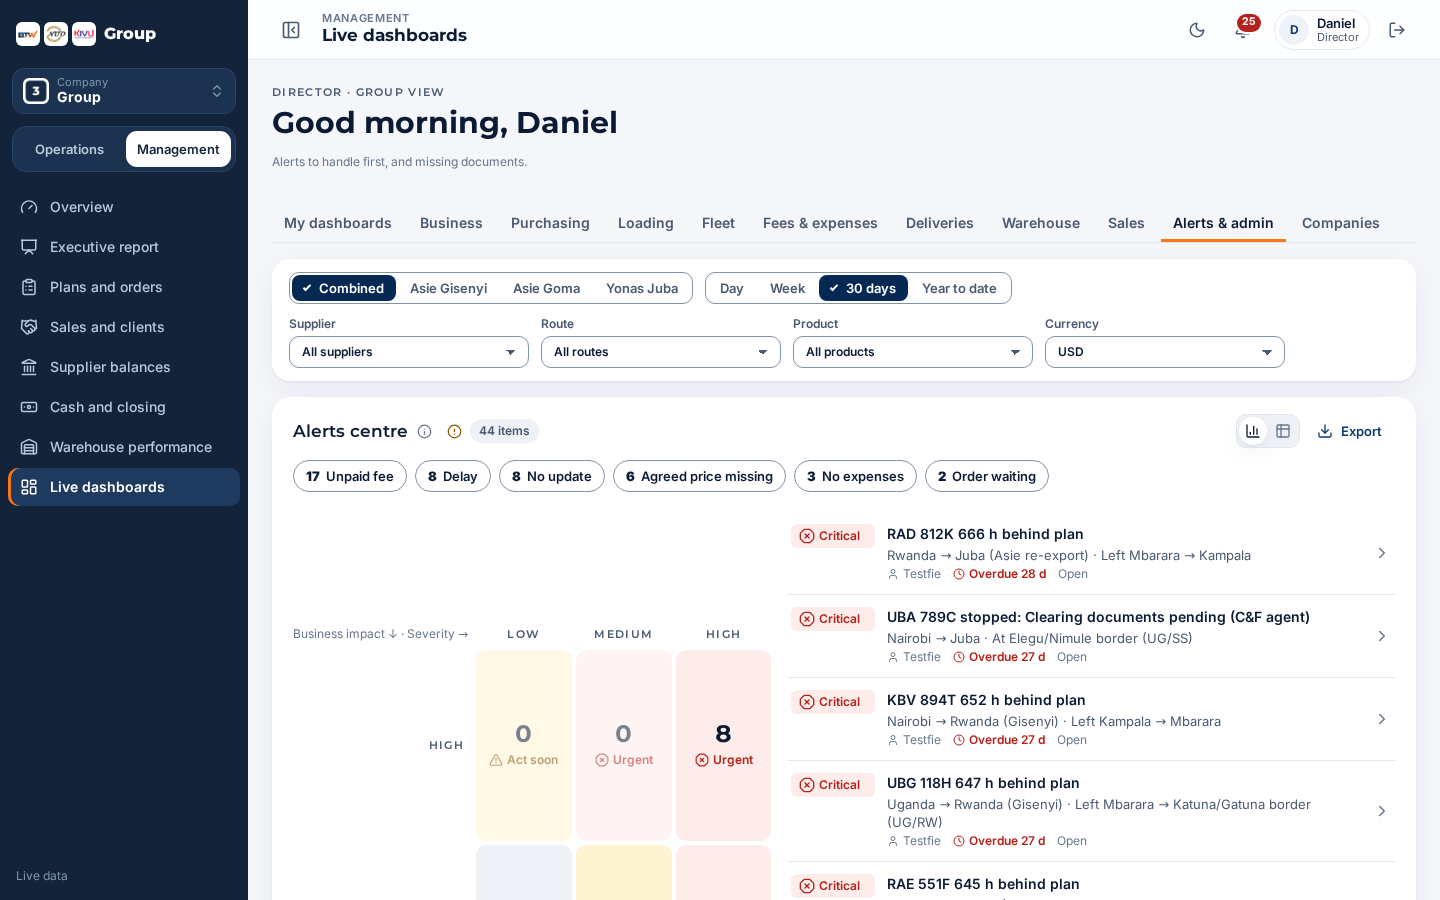 BTW
NTD
KIVU
Group
Company
3
Group
Operations
Management
Overview
Executive report
Plans and orders
Sales and clients
Supplier balances
Cash and closing
Warehouse performance
Live dashboards
Live data
MANAGEMENT
Live dashboards
25
D
Daniel
Director
DIRECTOR · GROUP VIEW
Good morning, Daniel
Alerts to handle first, and missing documents.
My dashboards
Business
Purchasing
Loading
Fleet
Fees & expenses
Deliveries
Warehouse
Sales
Alerts & admin
Companies
Combined
Asie Gisenyi
Asie Goma
Yonas Juba
Day
Week
30 days
Year to date
Supplier
Route
Product
Currency
All suppliers
All routes
All products
USD
Alerts centre
44 items
Export
17 Unpaid fee
8 Delay
8 No update
6 Agreed price missing
3 No expenses
2 Order waiting
Business impact ↓ · Severity →
LOW
MEDIUM
HIGH
HIGH
0
Act soon
0
Urgent
8
Urgent
Critical
RAD 812K 666 h behind plan
Rwanda → Juba (Asie re-export) · Left Mbarara → Kampala
Testfie
Overdue 28 d
Open
Critical
UBA 789C stopped: Clearing documents pending (C&F agent)
Nairobi → Juba · At Elegu/Nimule border (UG/SS)
Testfie
Overdue 27 d
Open
Critical
KBV 894T 652 h behind plan
Nairobi → Rwanda (Gisenyi) · Left Kampala → Mbarara
Testfie
Overdue 27 d
Open
Critical
UBG 118H 647 h behind plan
Uganda → Rwanda (Gisenyi) · Left Mbarara → Katuna/Gatuna border
(UG/RW)
Testfie
Overdue 27 d
Open
Critical
RAE 551F 645 h behind plan